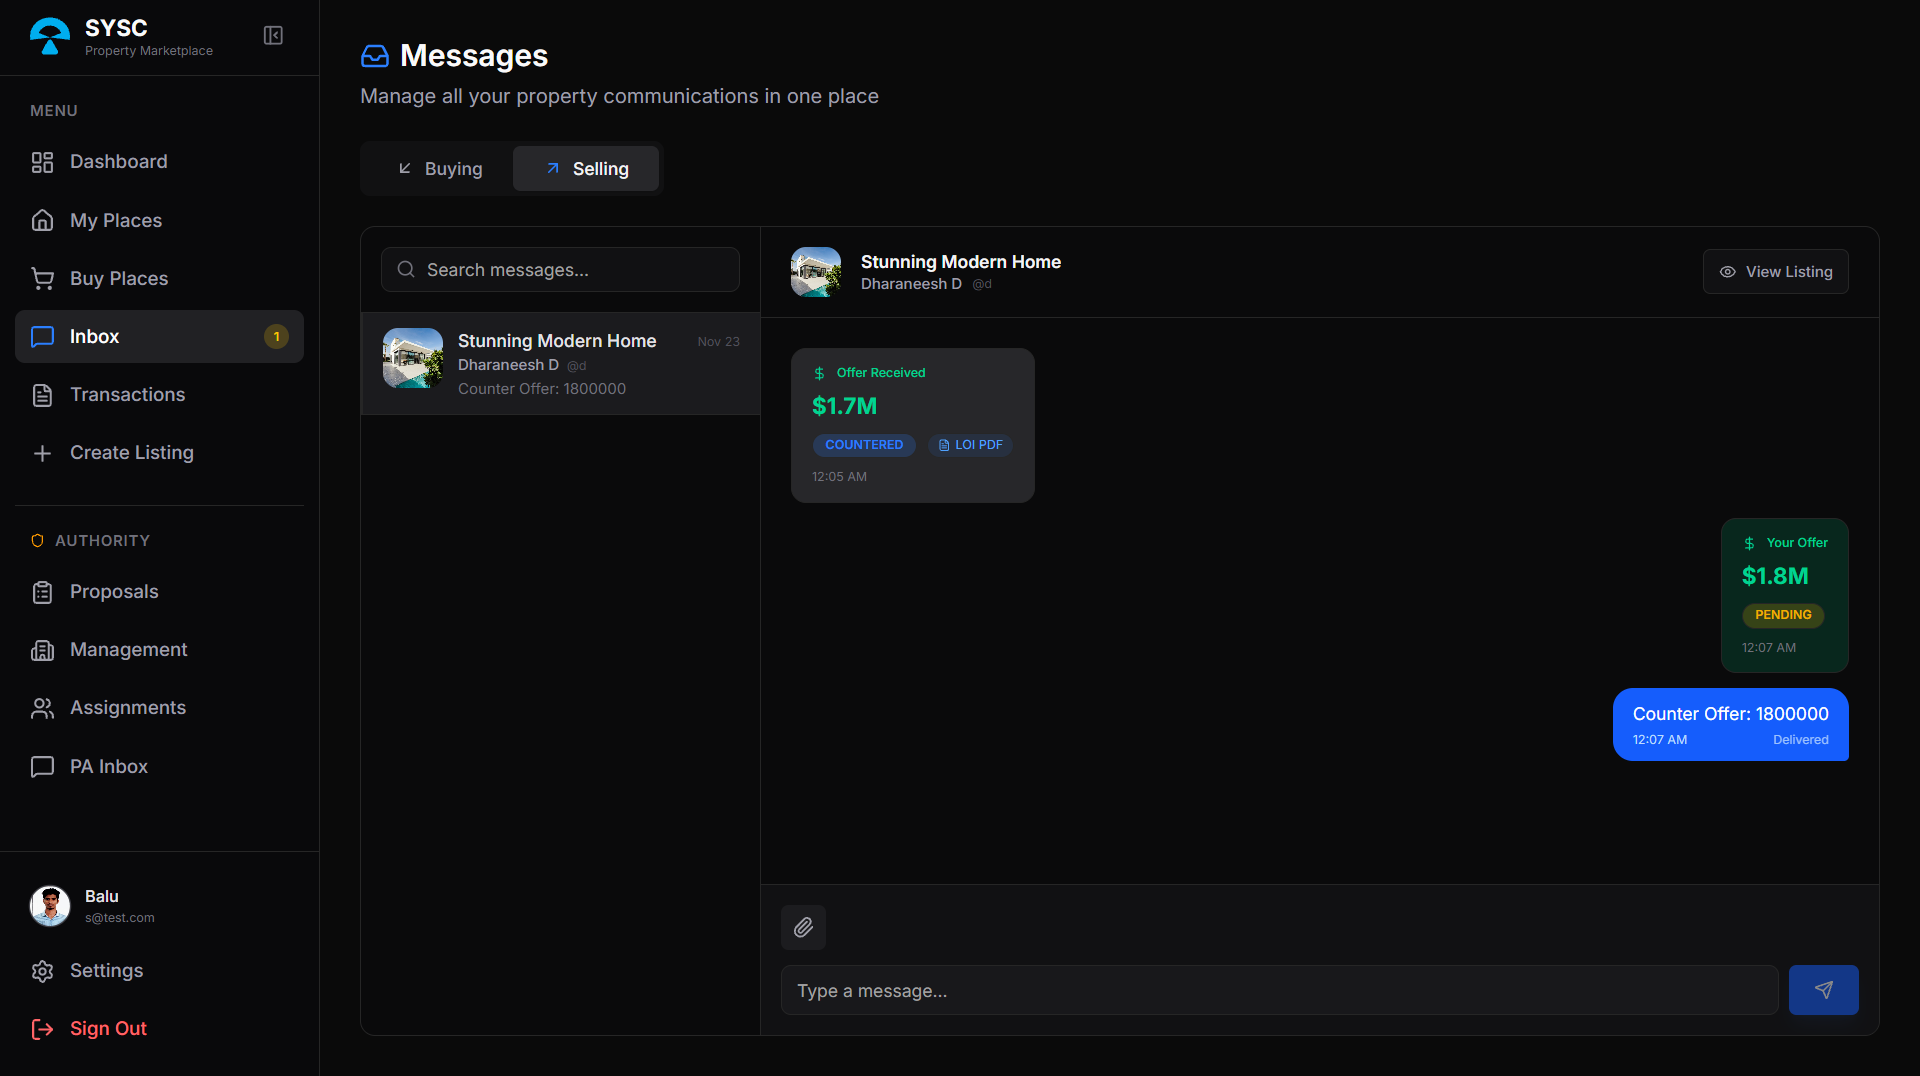 SYSC
Property Marketplace
MENU
Dashboard
My Places
Buy Places
Inbox
1
Transactions
Create Listing
AUTHORITY
Proposals
Management
Assignments
PA Inbox
Balu
s@test.com
Settings
Sign Out
Messages
Manage all your property communications in one place
Buying
Selling
Search messages...
Stunning Modern Home
Nov 23
Dharaneesh D @d
Counter Offer: 1800000
Stunning Modern Home
Dharaneesh D @d
View Listing
$ Offer Received
$1.7M
COUNTERED
LOI PDF
12:05 AM
$ Your Offer
$1.8M
PENDING
12:07 AM
Counter Offer: 1800000
12:07 AM
Delivered
Type a message...